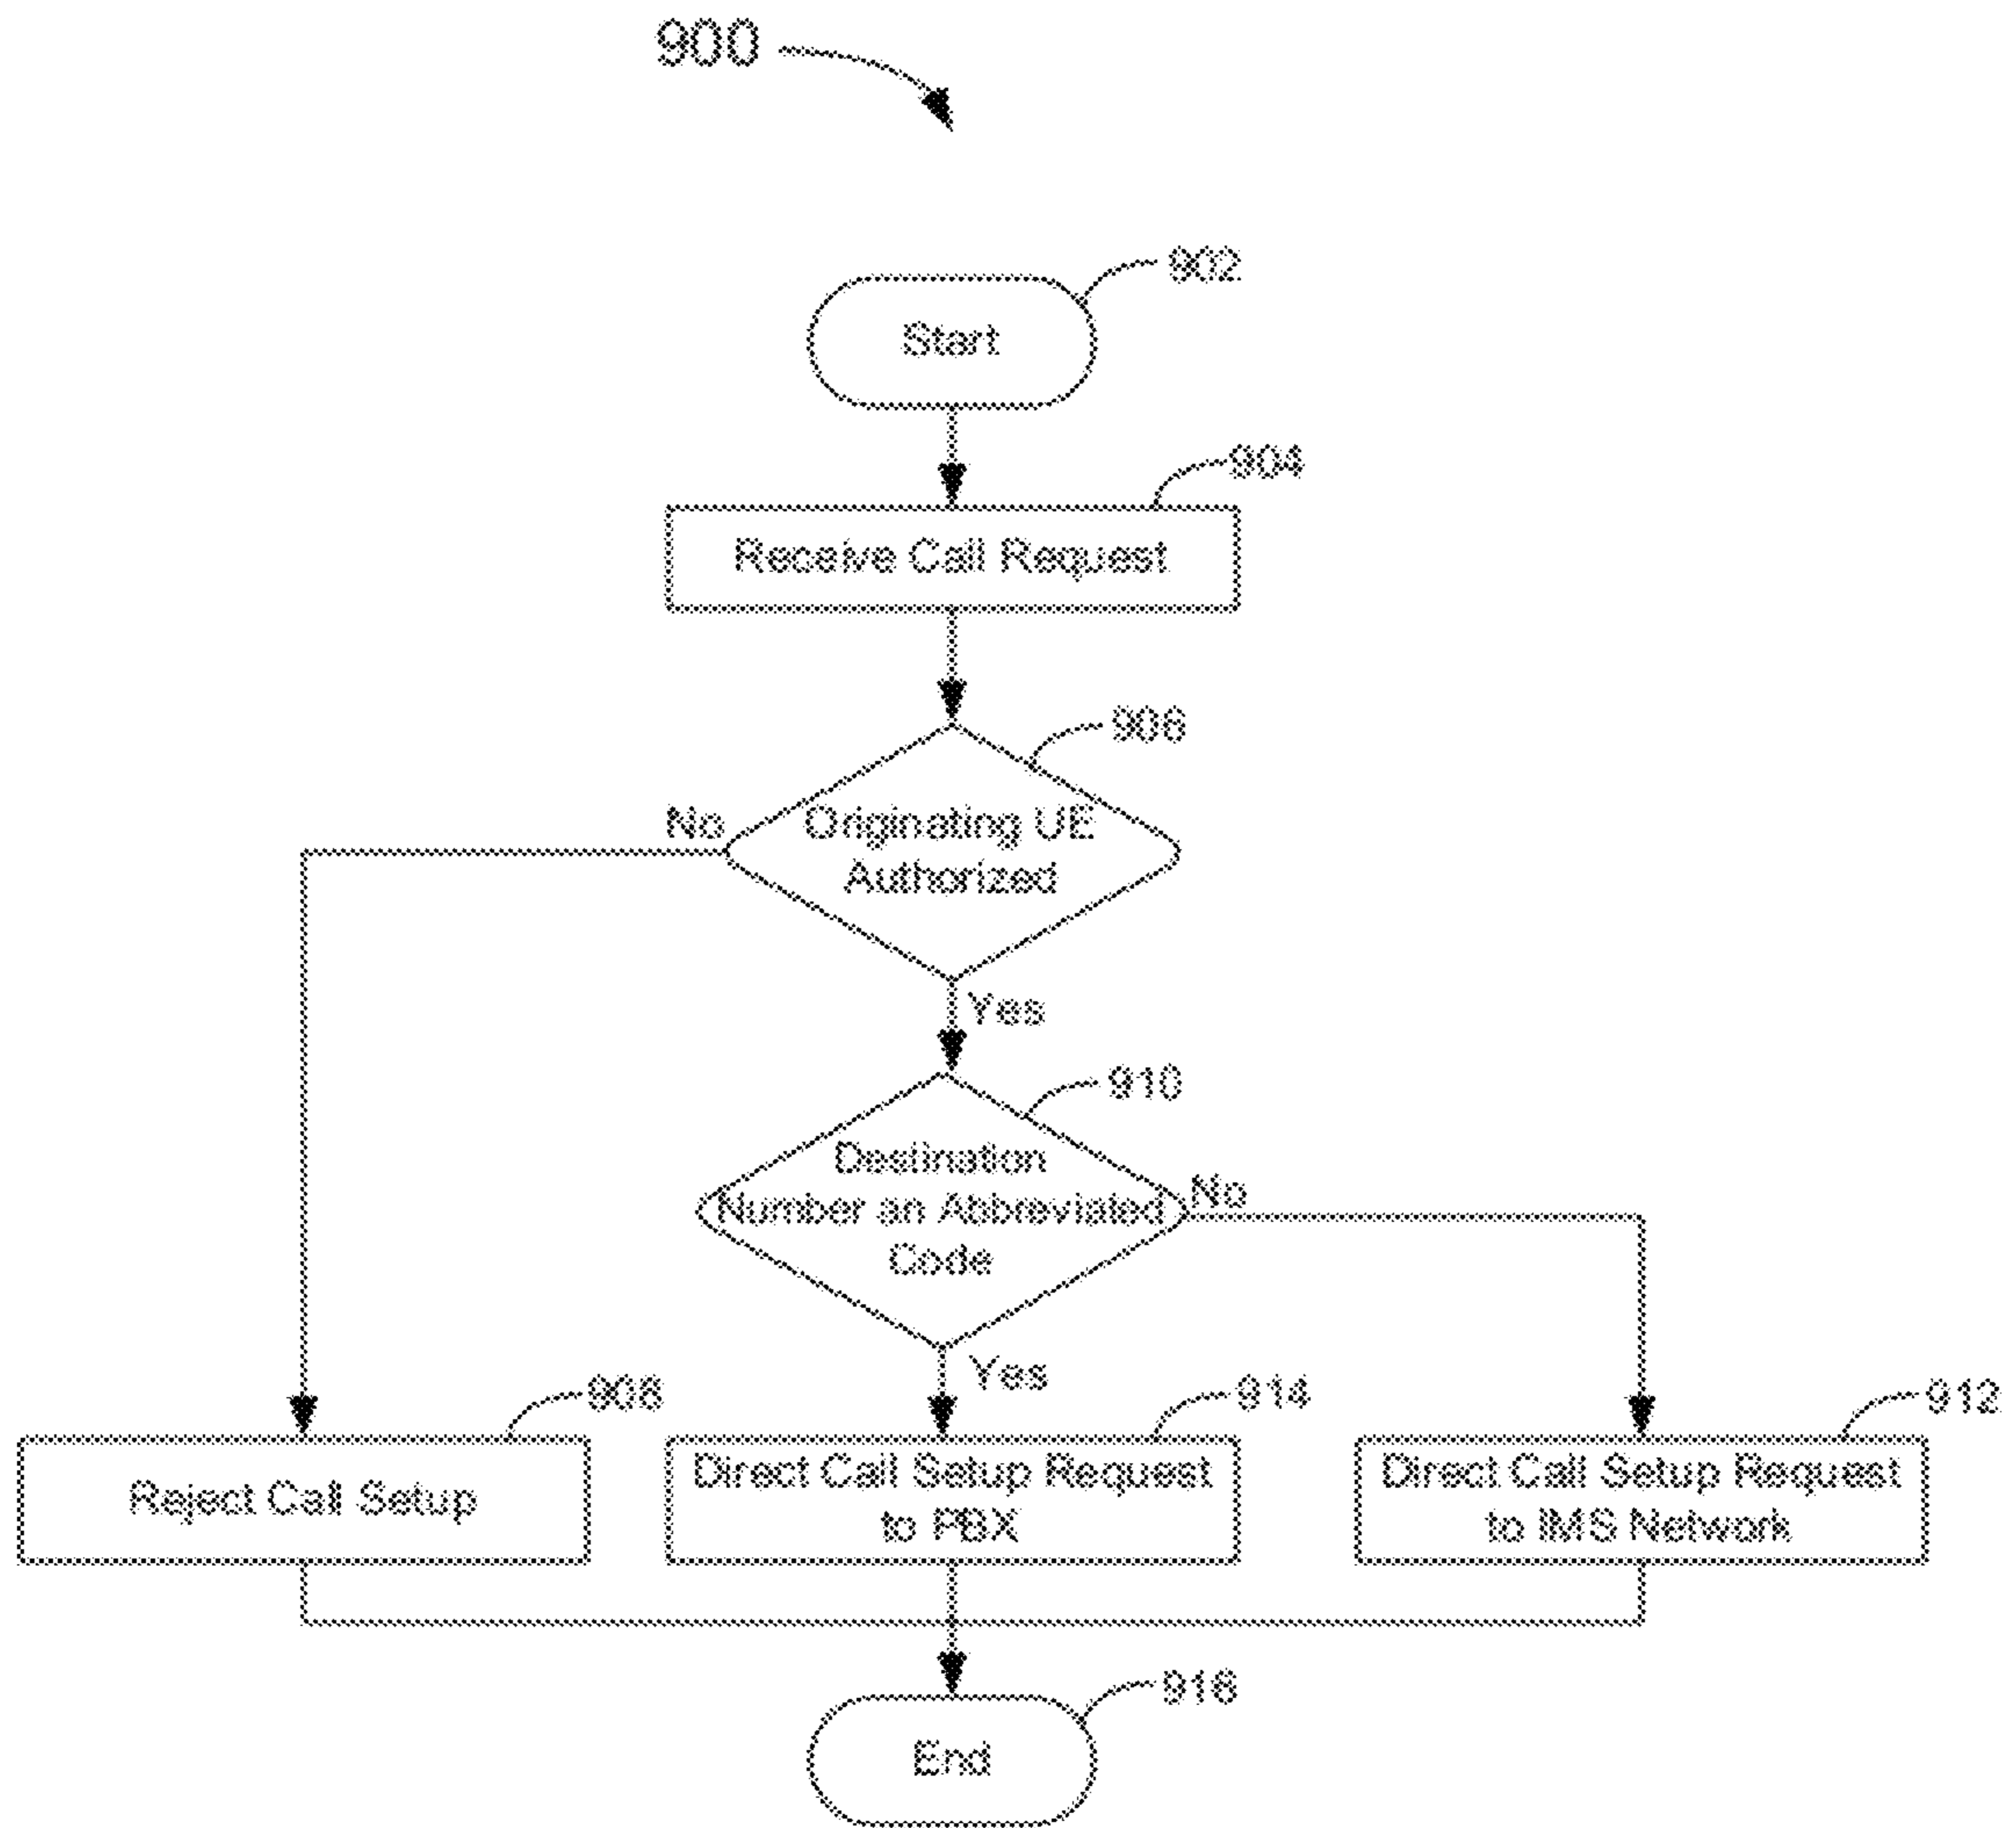 900
902
Start
904
Receive Call Request
906
No
Originating UE
Authorized
Yes
910
Destination
Number an Abbreviated
Code
No
Yes
908
914
912
Reject Call Setup
Direct Call Setup Request
to PBX
Direct Call Setup Request
to IMS Network
916
End